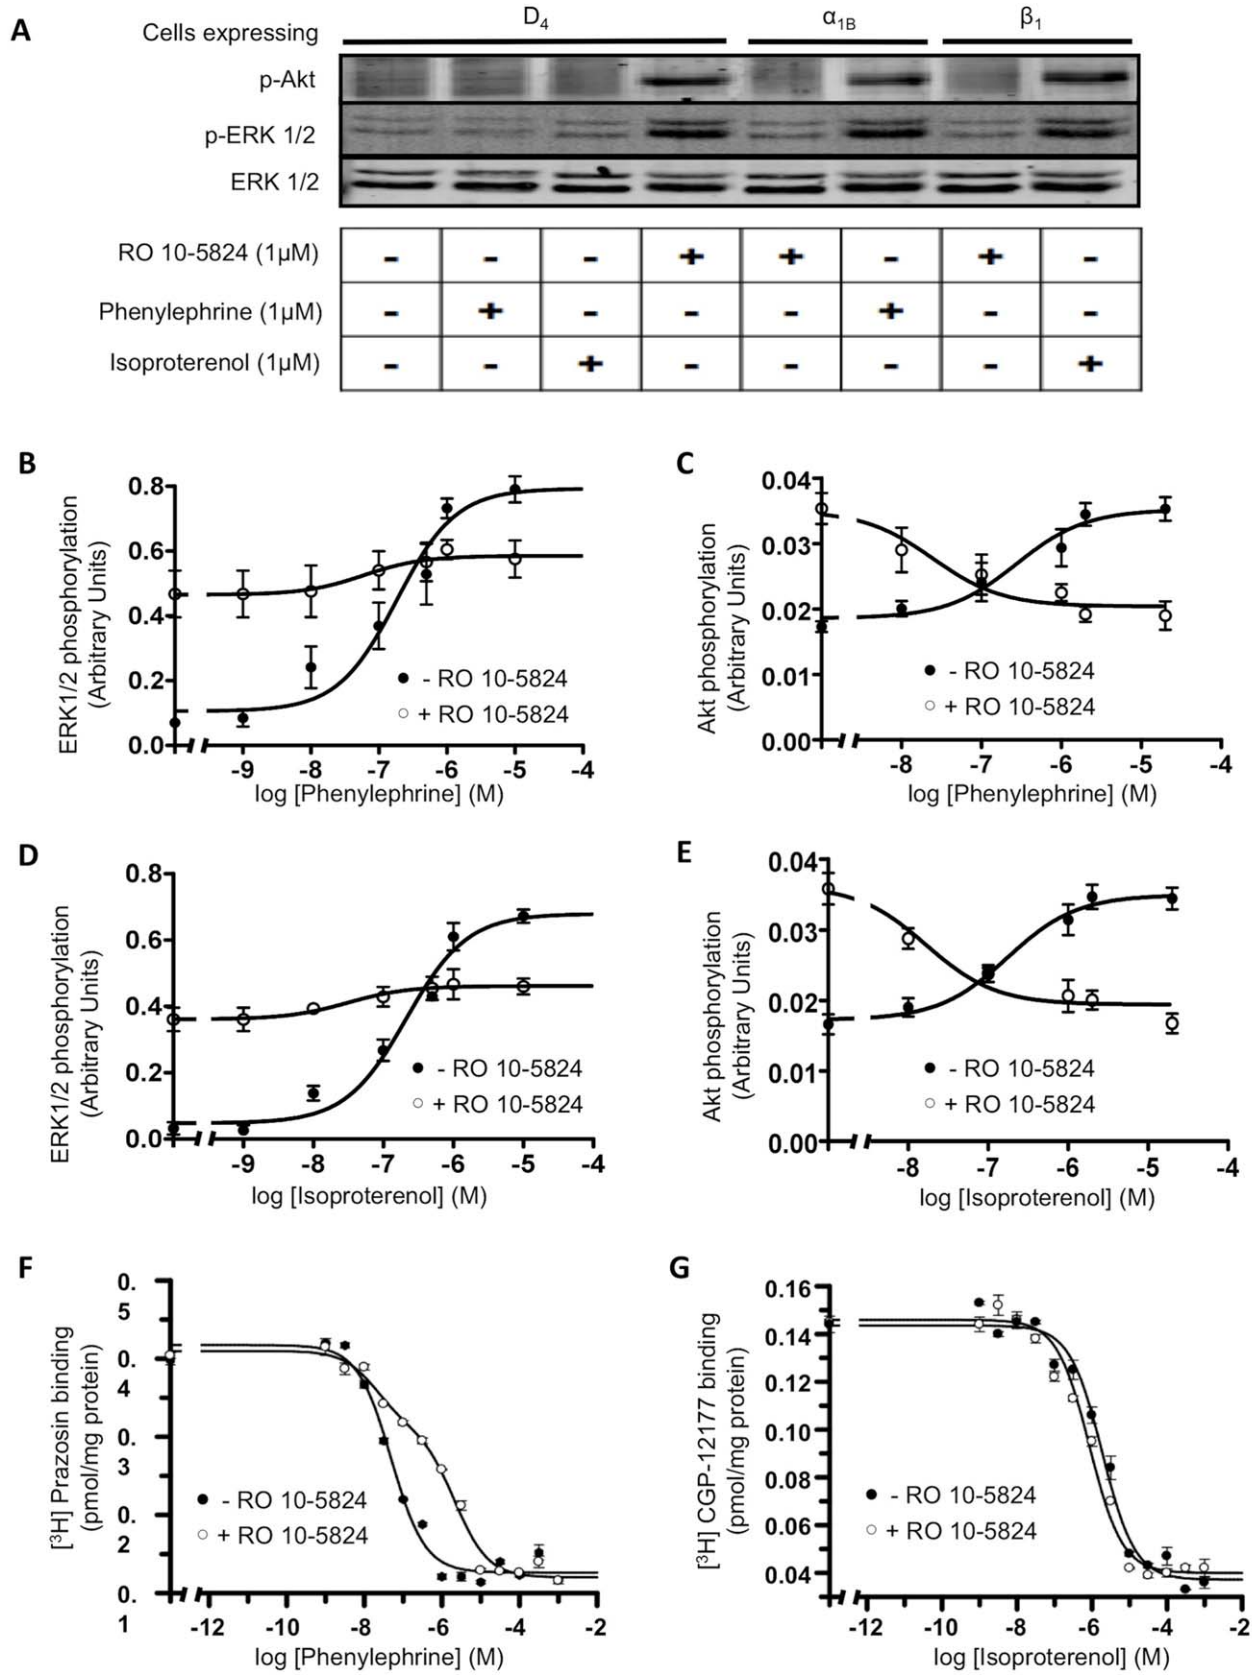 A
Cells expressing
D4
α1B
β1
p-Akt
p-ERK 1/2
ERK 1/2
RO 10-5824 (1µM)
- - - + + - + -
Phenylephrine (1µM)
- + - - - + - -
Isoproterenol (1µM)
- - + - - - - +
B
ERK1/2 phosphorylation
(Arbitrary Units)
0.8
0.6
0.4
0.2
0.0
- RO 10-5824
+ RO 10-5824
-9 -8 -7 -6 -5 -4
log [Phenylephrine] (M)
C
Akt phosphorylation
(Arbitrary Units)
0.04
0.03
0.02
0.01
0.00
- RO 10-5824
+ RO 10-5824
-8 -7 -6 -5 -4
log [Phenylephrine] (M)
D
ERK1/2 phosphorylation
(Arbitrary Units)
0.8
0.6
0.4
0.2
0.0
- RO 10-5824
+ RO 10-5824
-9 -8 -7 -6 -5 -4
log [Isoproterenol] (M)
E
Akt phosphorylation
(Arbitrary Units)
0.04
0.03
0.02
0.01
0.00
- RO 10-5824
+ RO 10-5824
-8 -7 -6 -5 -4
log [Isoproterenol] (M)
F
[³H] Prazosin binding
(pmol/mg protein)
0.
5
0.
4
0.
3
0.
2
0.
1
- RO 10-5824
+ RO 10-5824
-12 -10 -8 -6 -4 -2
log [Phenylephrine] (M)
G
[³H] CGP-12177 binding
(pmol/mg protein)
0.16
0.14
0.12
0.10
0.08
0.06
0.04
- RO 10-5824
+ RO 10-5824
-12 -10 -8 -6 -4 -2
log [Isoproterenol] (M)